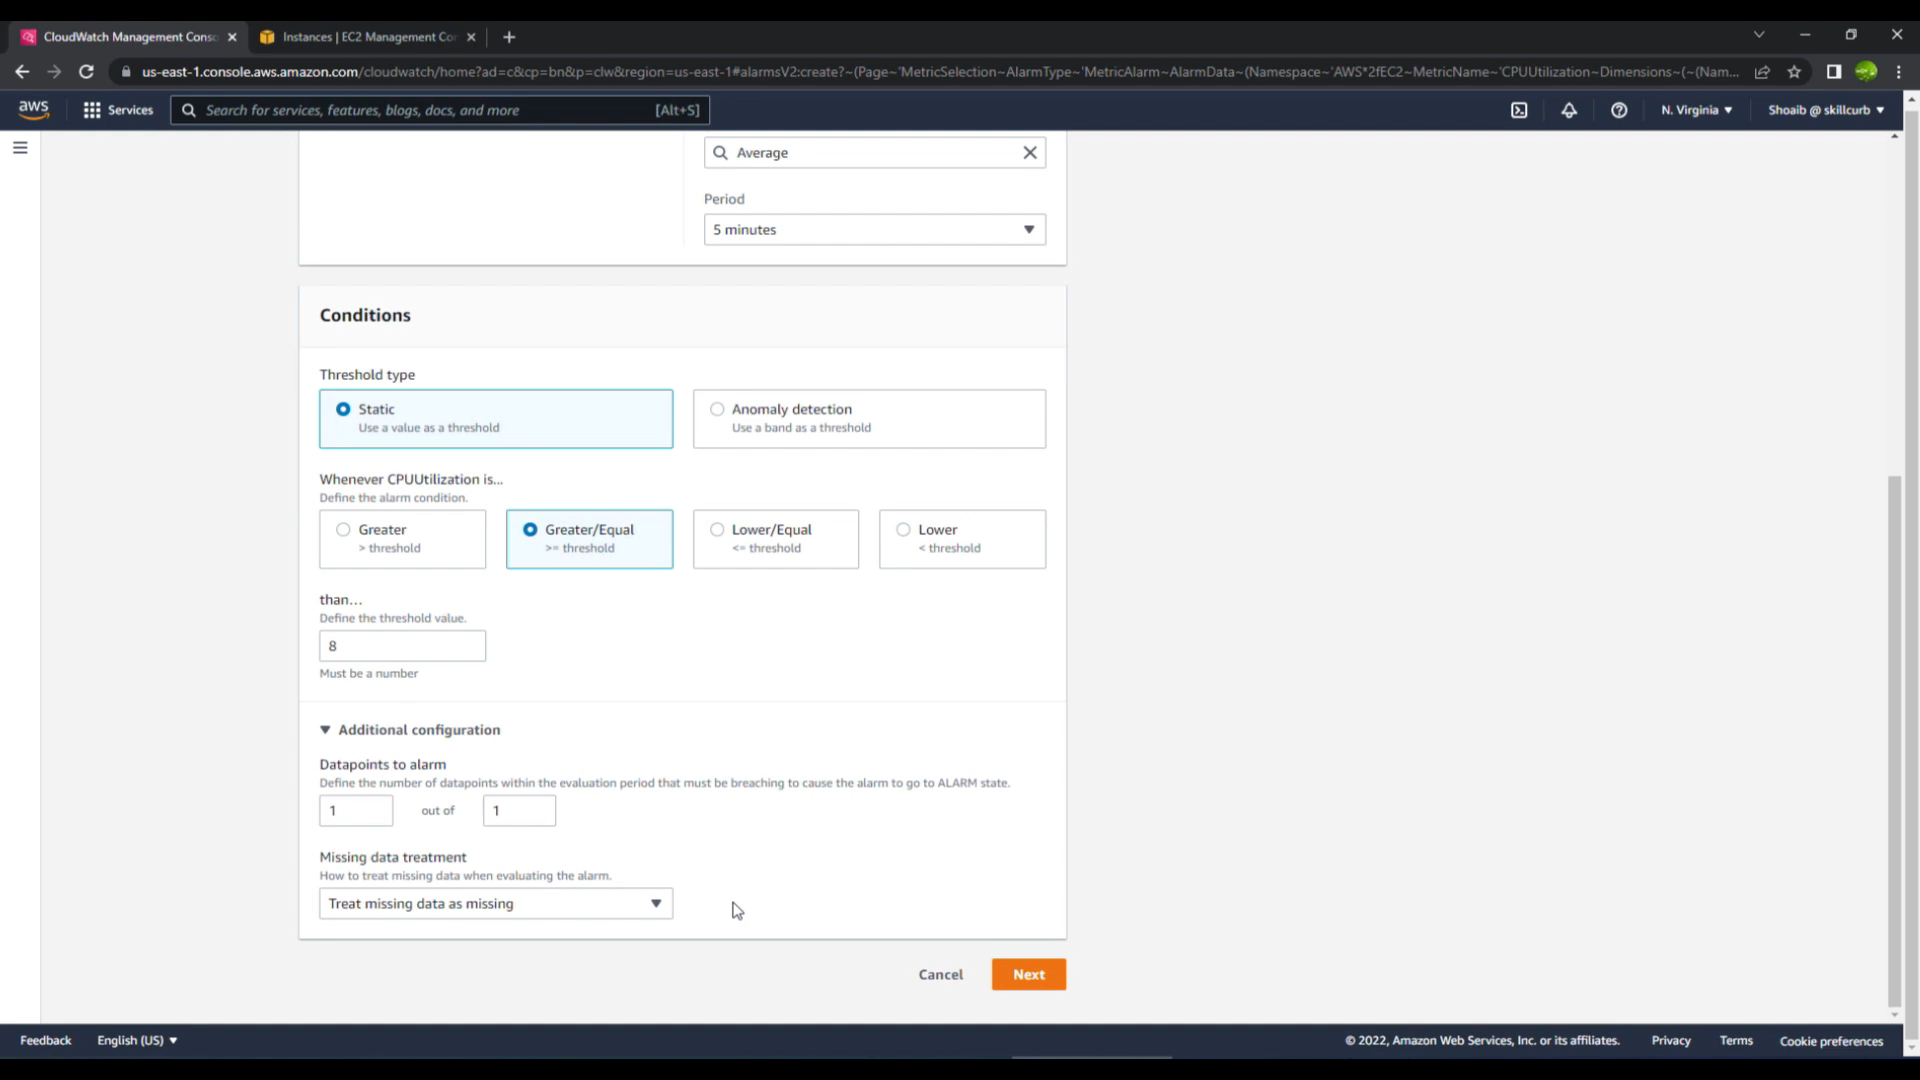 CloudWatch Management Conso
Instances | EC2 Management Con
us-east-1.console.aws.amazon.com/cloudwatch/home?ad=c&cp=bn&p=clw&region=us-east-1#alarmsV2:create?~(Page~'MetricSelection~AlarmType~'MetricAlarm~AlarmData~(Namespace~'AWS*2fEC2~MetricName~'CPUUtilization~Dimensions~(~(Nam...
aws
Services
Search for services, features, blogs, docs, and more
[Alt+S]
N. Virginia
Shoaib @ skillcurb
Average
Period
5 minutes
Conditions
Threshold type
Static
Use a value as a threshold
Anomaly detection
Use a band as a threshold
Whenever CPUUtilization is...
Define the alarm condition.
Greater
> threshold
Greater/Equal
>= threshold
Lower/Equal
<= threshold
Lower
< threshold
than...
Define the threshold value.
8
Must be a number
Additional configuration
Datapoints to alarm
Define the number of datapoints within the evaluation period that must be breaching to cause the alarm to go to ALARM state.
1 out of 1
Missing data treatment
How to treat missing data when evaluating the alarm.
Treat missing data as missing
Cancel
Next
Feedback
English (US)
© 2022, Amazon Web Services, Inc. or its affiliates.
Privacy
Terms
Cookie preferences